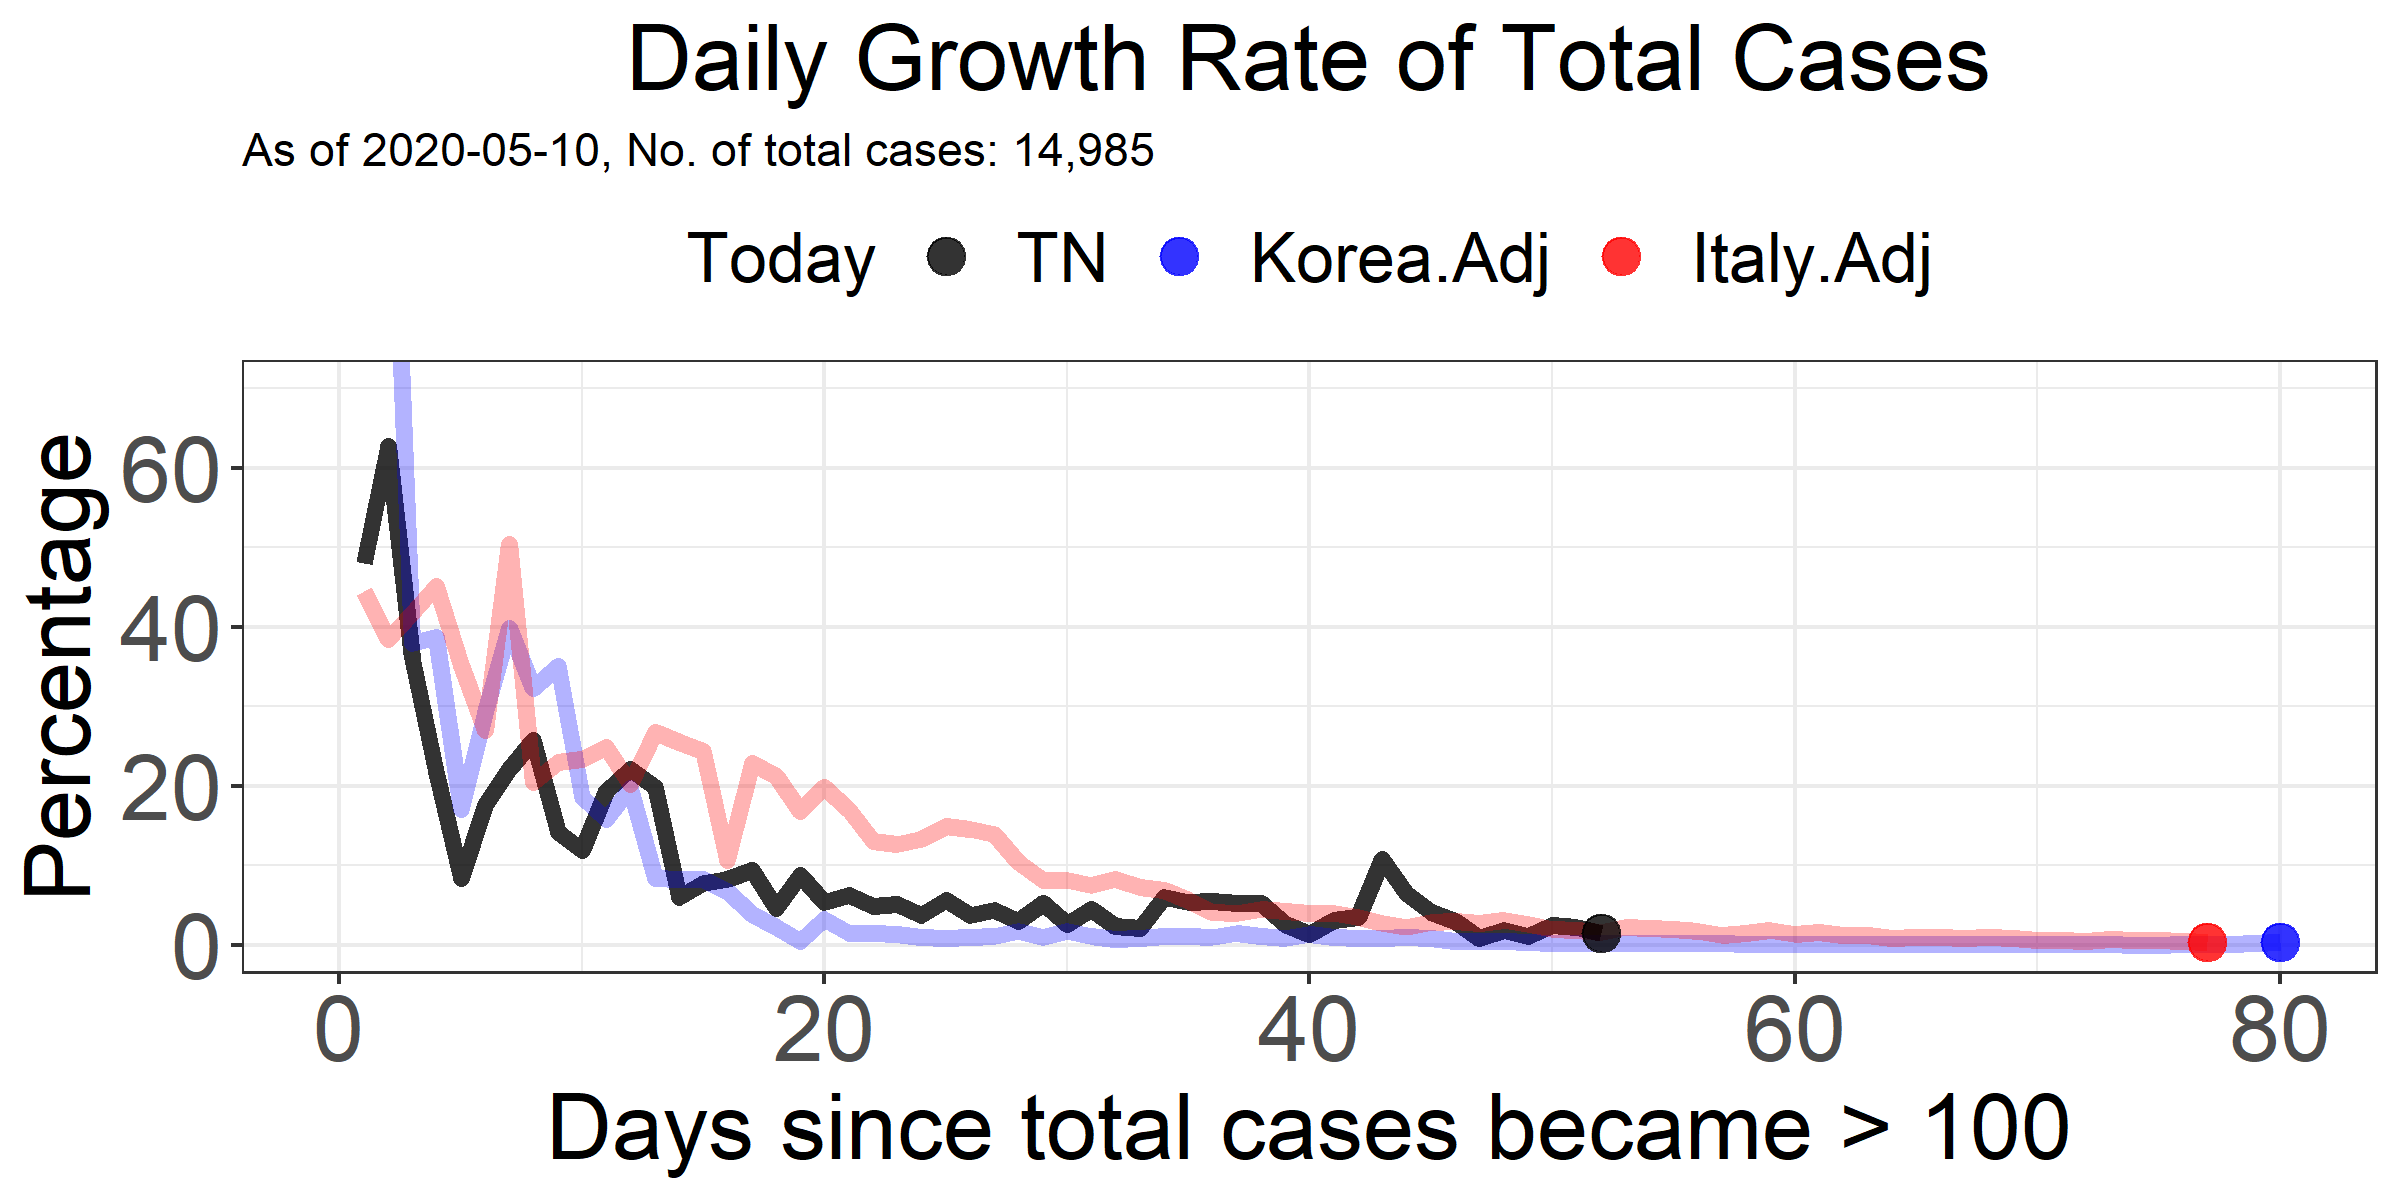 Daily Growth Rate of Total Cases
As of 2020-05-10, No. of total cases: 14,985
Today TN Korea.Adj Italy.Adj
Percentage
60
40
20
0
0 20 40 60 80
Days since total cases became > 100